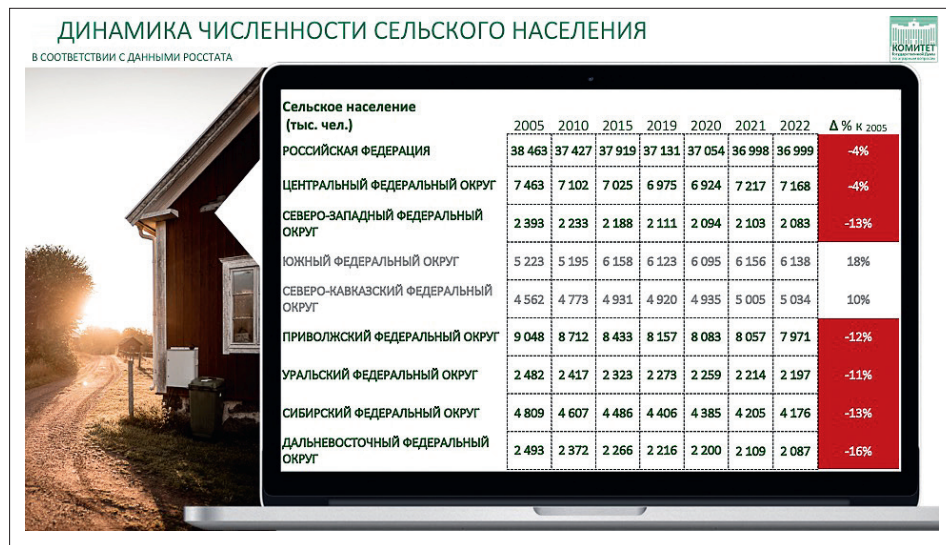 ДИНАМИКА ЧИСЛЕННОСТИ СЕЛЬСКОГО НАСЕЛЕНИЯ
В СООТВЕТСТВИИ С ДАННЫМИ РОССТАТА
КОМИТЕТ
Сельское население
(тыс. чел.) 2005 2010 2015 2019 2020 2021 2022 Δ % к 2005
РОССИЙСКАЯ ФЕДЕРАЦИЯ 38 463 37 427 37 919 37 131 37 054 36 998 36 999 -4%
ЦЕНТРАЛЬНЫЙ ФЕДЕРАЛЬНЫЙ ОКРУГ 7 463 7 102 7 025 6 975 6 924 7 217 7 168 -4%
СЕВЕРО-ЗАПАДНЫЙ ФЕДЕРАЛЬНЫЙ
ОКРУГ 2 393 2 233 2 188 2 111 2 094 2 103 2 083 -13%
ЮЖНЫЙ ФЕДЕРАЛЬНЫЙ ОКРУГ 5 223 5 195 6 158 6 123 6 095 6 156 6 138 18%
СЕВЕРО-КАВКАЗСКИЙ ФЕДЕРАЛЬНЫЙ
ОКРУГ 4 562 4 773 4 931 4 920 4 935 5 005 5 034 10%
ПРИВОЛЖСКИЙ ФЕДЕРАЛЬНЫЙ ОКРУГ 9 048 8 712 8 433 8 157 8 083 8 057 7 971 -12%
УРАЛЬСКИЙ ФЕДЕРАЛЬНЫЙ ОКРУГ 2 482 2 417 2 323 2 273 2 259 2 214 2 197 -11%
СИБИРСКИЙ ФЕДЕРАЛЬНЫЙ ОКРУГ 4 809 4 607 4 486 4 406 4 385 4 205 4 176 -13%
ДАЛЬНЕВОСТОЧНЫЙ ФЕДЕРАЛЬНЫЙ
ОКРУГ 2 493 2 372 2 266 2 216 2 200 2 109 2 087 -16%